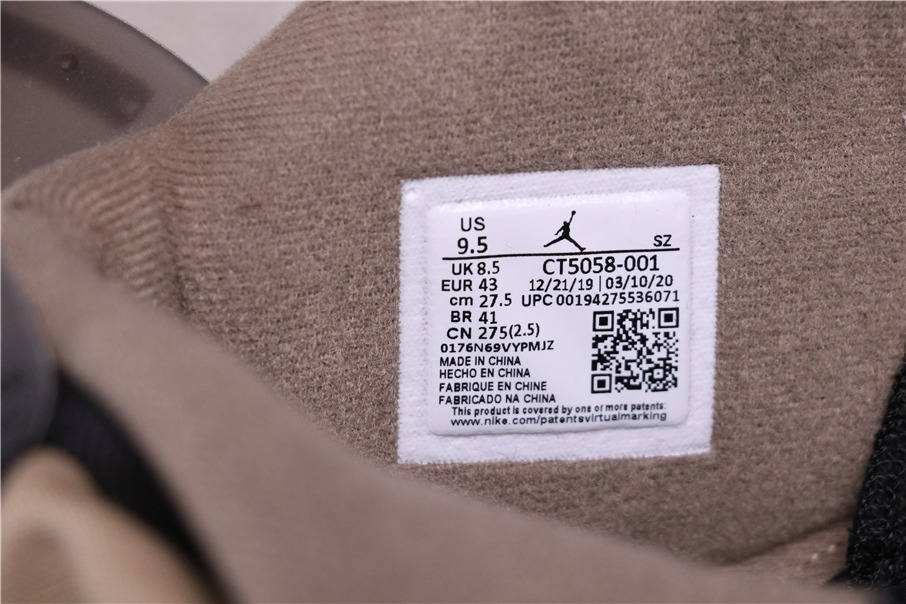 US
9.5
SZ
UK 8.5
CT5058-001
EUR 43
12/21/19 | 03/10/20
cm 27.5
UPC 00194275536071
BR 41
CN 275(2.5)
0176N69VYPMJZ
MADE IN CHINA
HECHO EN CHINA
FABRIQUE EN CHINE
FABRICADO NA CHINA
This product is covered by one or more patents:
www.nike.com/patentsvirtualmarking